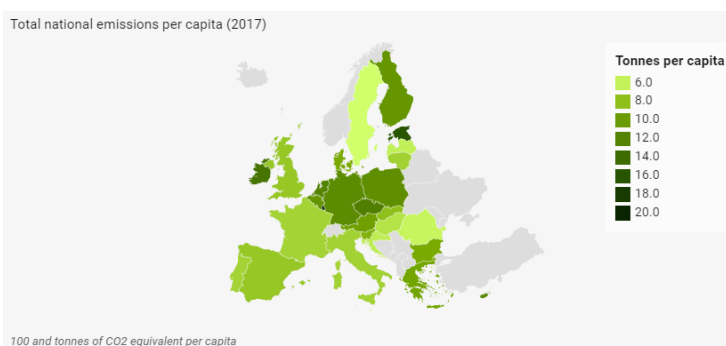 Total national emissions per capita (2017)
Tonnes per capita
6.0
8.0
10.0
12.0
14.0
16.0
18.0
20.0
100 and tonnes of CO2 equivalent per capita